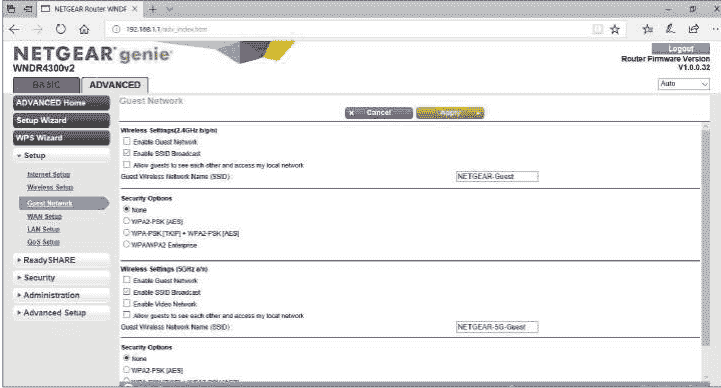 NETGEAR Router WNDF
192.168.1.1/adv_index.htm
NETGEAR® genie®
WNDR4300v2
Logout
Router Firmware Version
V1.0.0.32
BASIC
ADVANCED
Auto
ADVANCED Home
Setup Wizard
WPS Wizard
Setup
Internet Setup
Wireless Setup
Guest Network
WAN Setup
LAN Setup
QoS Setup
ReadySHARE
Security
Administration
Advanced Setup
Guest Network
X Cancel
Apply
Wireless Settings(2.4GHz b/g/n)
Enable Guest Network
Enable SSID Broadcast
Allow guests to see each other and access my local network
Guest Wireless Network Name (SSID):
NETGEAR-Guest
Security Options
None
WPA2-PSK [AES]
WPA-PSK [TKIP] + WPA2-PSK [AES]
WPA/WPA2 Enterprise
Wireless Settings (5GHz a/n)
Enable Guest Network
Enable SSID Broadcast
Enable Video Network
Allow guests to see each other and access my local network
Guest Wireless Network Name (SSID):
NETGEAR-5G-Guest
Security Options
None
WPA2-PSK [AES]